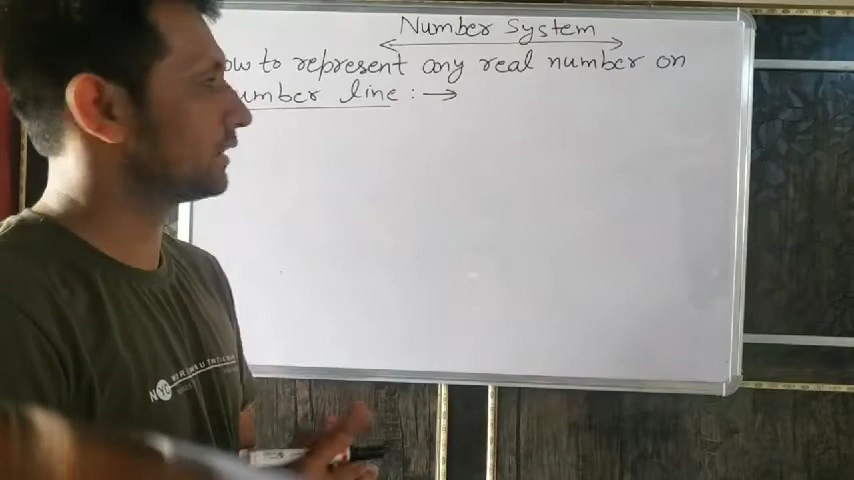 Number System
ow to represent any real number on
umber line : →